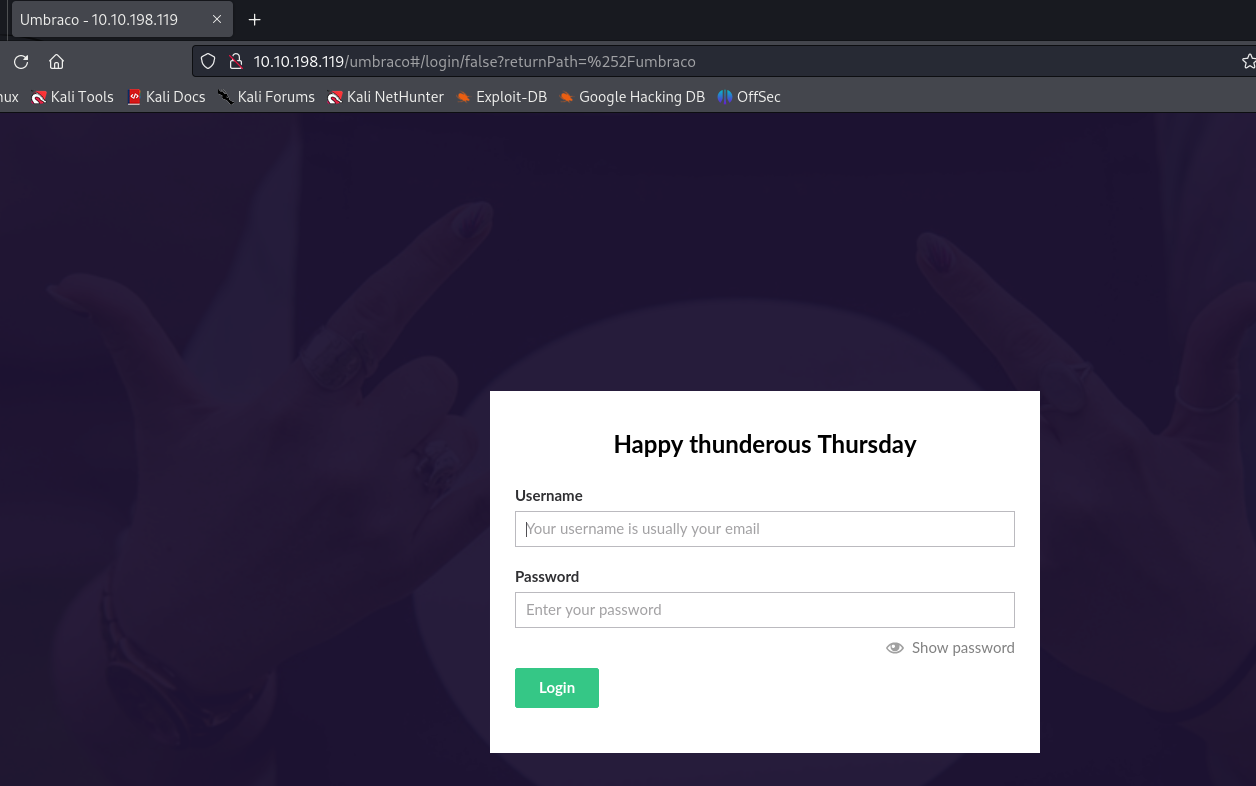 Umbraco - 10.10.198.119
10.10.198.119/umbraco#/login/false?returnPath=%252Fumbraco
nux Kali Tools Kali Docs Kali Forums Kali NetHunter Exploit-DB Google Hacking DB OffSec
Happy thunderous Thursday
Username
Your username is usually your email
Password
Enter your password
Show password
Login